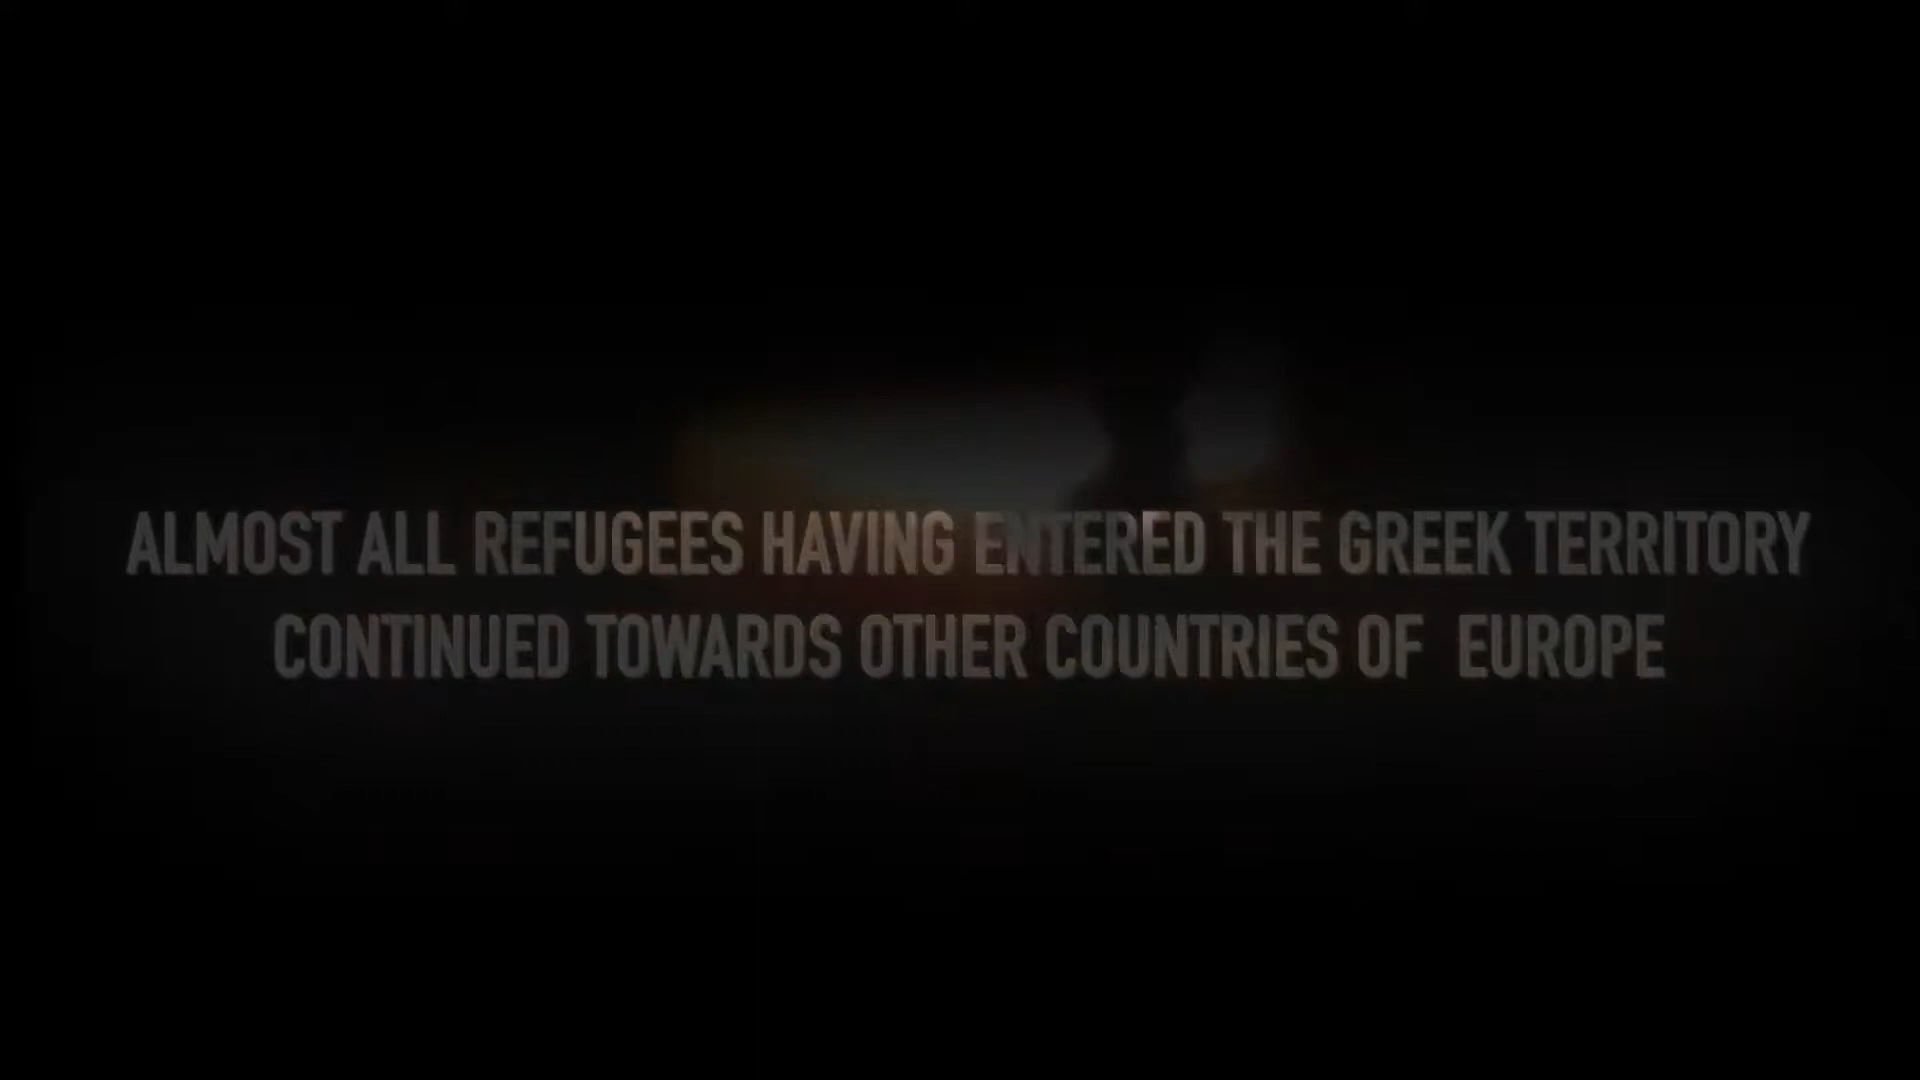 ALMOST ALL REFUGEES HAVING ENTERED THE GREEK TERRITORY
CONTINUED TOWARDS OTHER COUNTRIES OF EUROPE